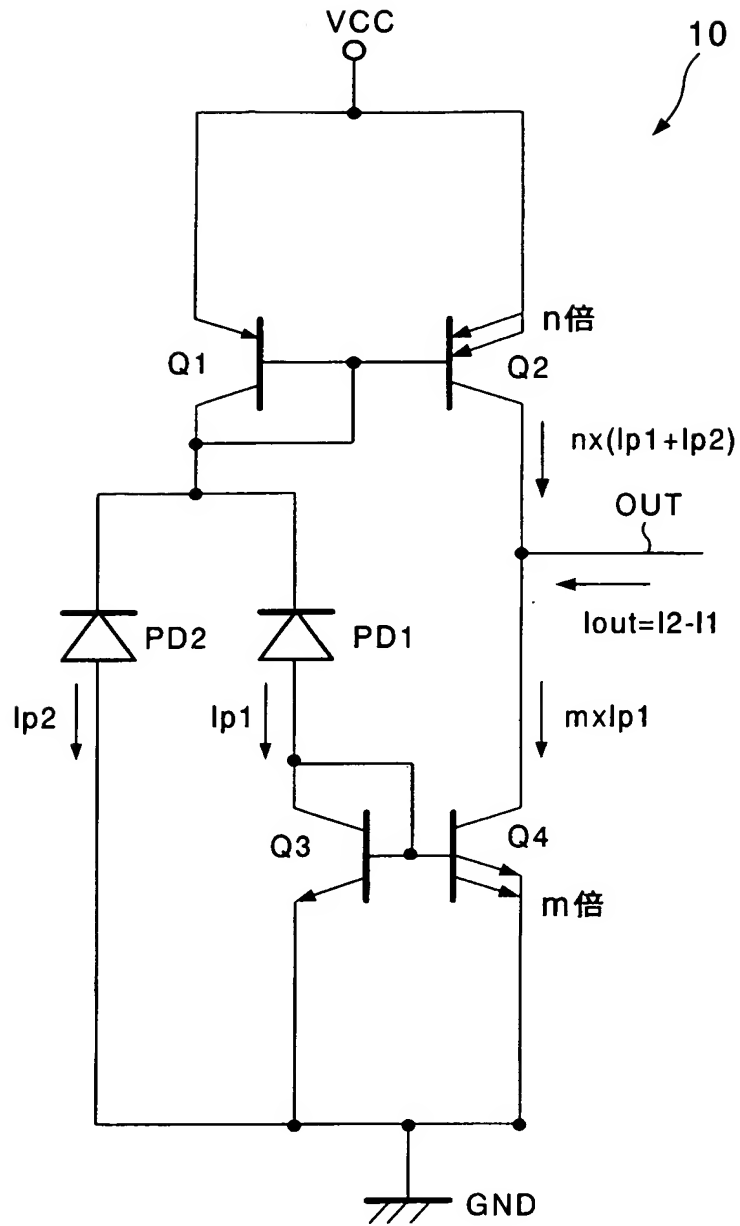 VCC
10
Q1
Q2
n倍
nx(Ip1+Ip2)
OUT
Iout=I2-I1
PD2
PD1
Ip2
Ip1
mxIp1
Q3
Q4
m倍
GND